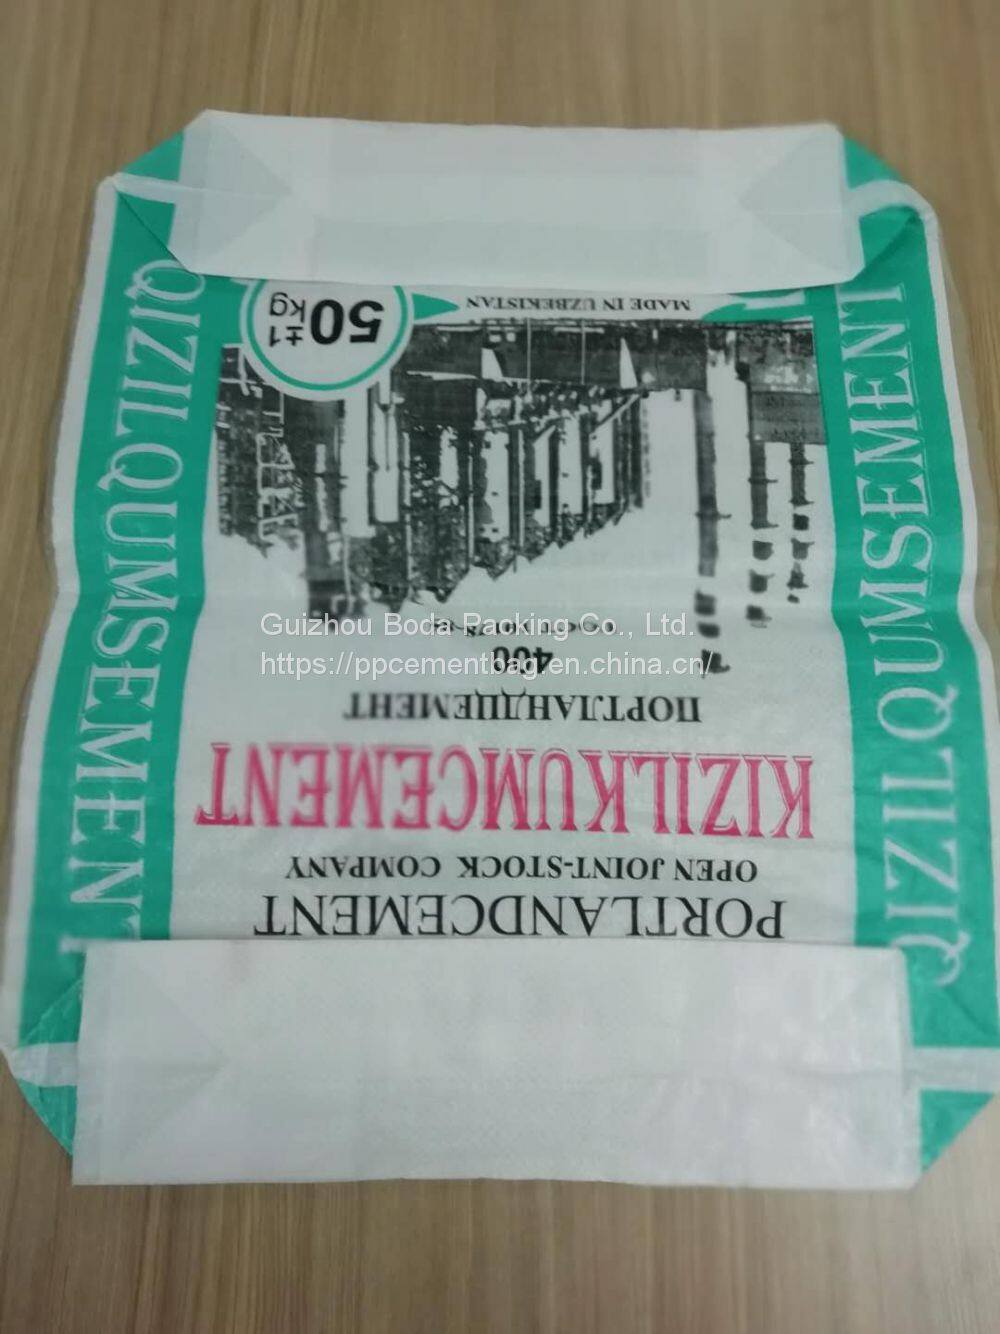 PORTLANDCEMENT
OPEN JOINT-STOCK COMPANY
KIZILKUMCEMENT
ПОРТЛАНДЦЕМЕНТ
400
MADE IN UZBEKISTAN
50
±1
kg
QIZILQUMSEMENT
QIZILQUMSEMENT
Guizhou Boda Packing Co., Ltd.
https://ppcementbag.en.china.cn/